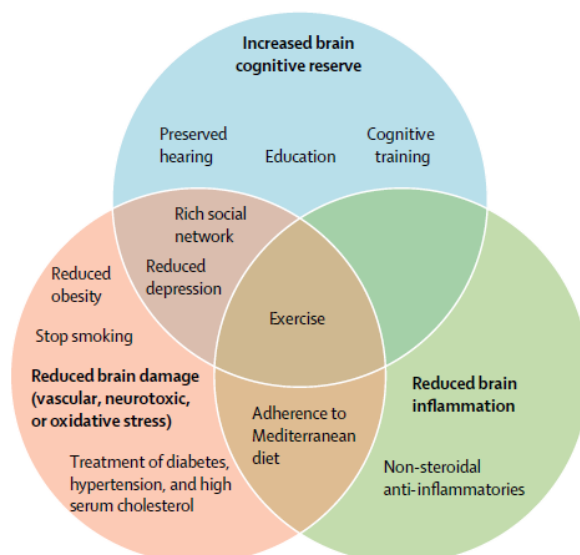 Increased brain
cognitive reserve
Preserved
hearing
Education
Cognitive
training
Rich social
network
Reduced
depression
Reduced
obesity
Stop smoking
Exercise
Reduced brain damage
(vascular, neurotoxic,
or oxidative stress)
Reduced brain
inflammation
Adherence to
Mediterranean
diet
Treatment of diabetes,
hypertension, and high
serum cholesterol
Non-steroidal
anti-inflammatories